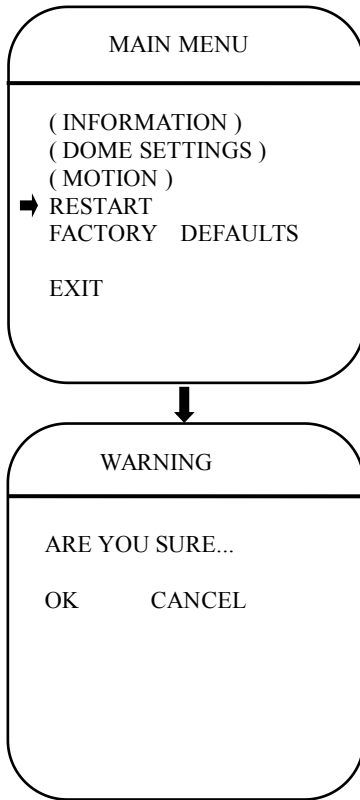 MAIN MENU
( INFORMATION )
( DOME SETTINGS )
( MOTION )
RESTART
FACTORY DEFAULTS
EXIT
WARNING
ARE YOU SURE...
OK CANCEL